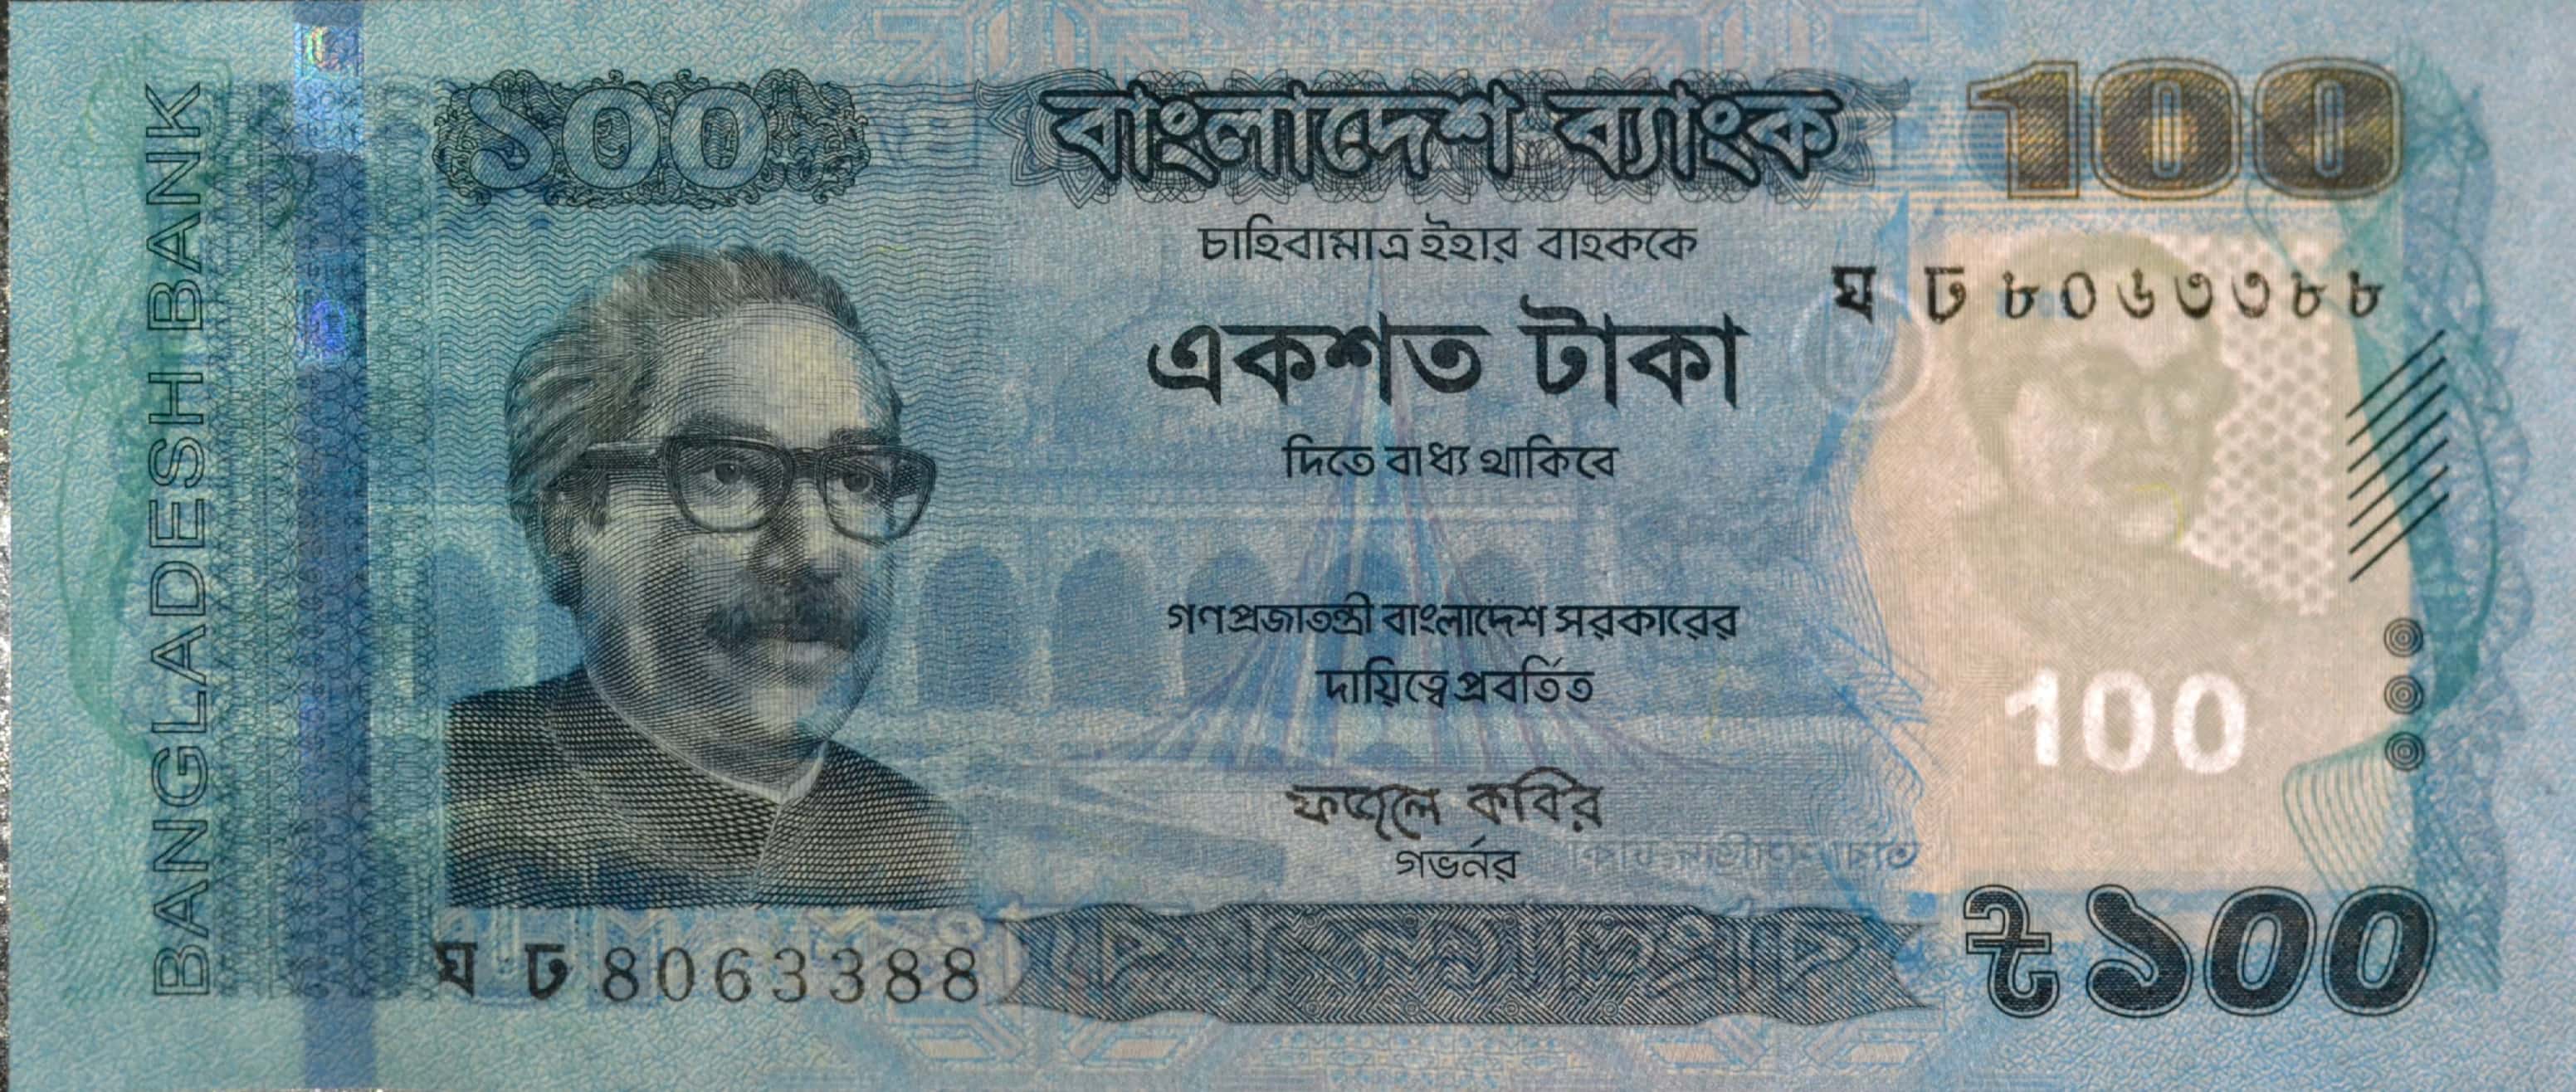 BANGLADESH BANK
১০০
বাংলাদেশ ব্যাংক
100
চাহিবামাত্র ইহার বাহককে
ঘ ঢ ৮০৬৩৩৮৮
একশত টাকা
দিতে বাধ্য থাকিবে
গণপ্রজাতন্ত্রী বাংলাদেশ সরকারের
দায়িত্বে প্রবর্তিত
100
ফজলে কবির
গভর্নর
ঘ ঢ 8063388
৳ ১০০